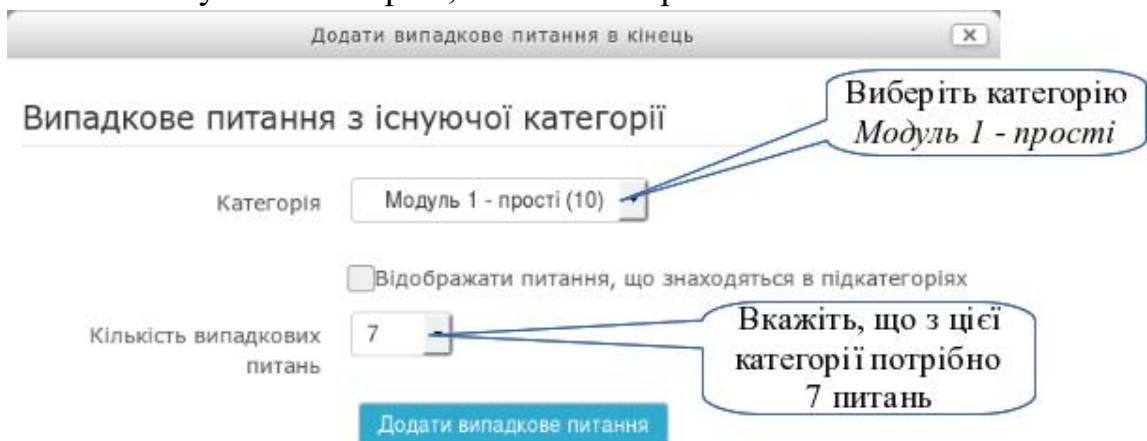 Додати випадкове питання в кінець
Виберіть категорію
Модуль 1 - прості
Випадкове питання з існуючої категорії
Категорія
Модуль 1 - прості (10)
Відображати питання, що знаходяться в підкатегоріях
Кількість випадкових
питань
7
Вкажіть, що з цієї
категорії потрібно
7 питань
Додати випадкове питання